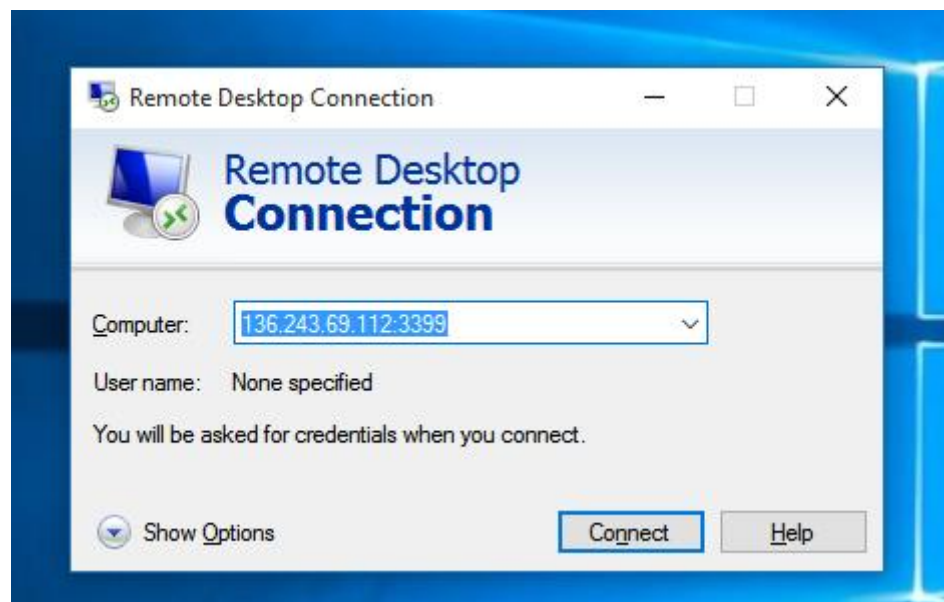 Remote Desktop Connection
Remote Desktop
Connection
Computer: 136.243.69.112:3399
User name: None specified
You will be asked for credentials when you connect.
Show Options Connect Help